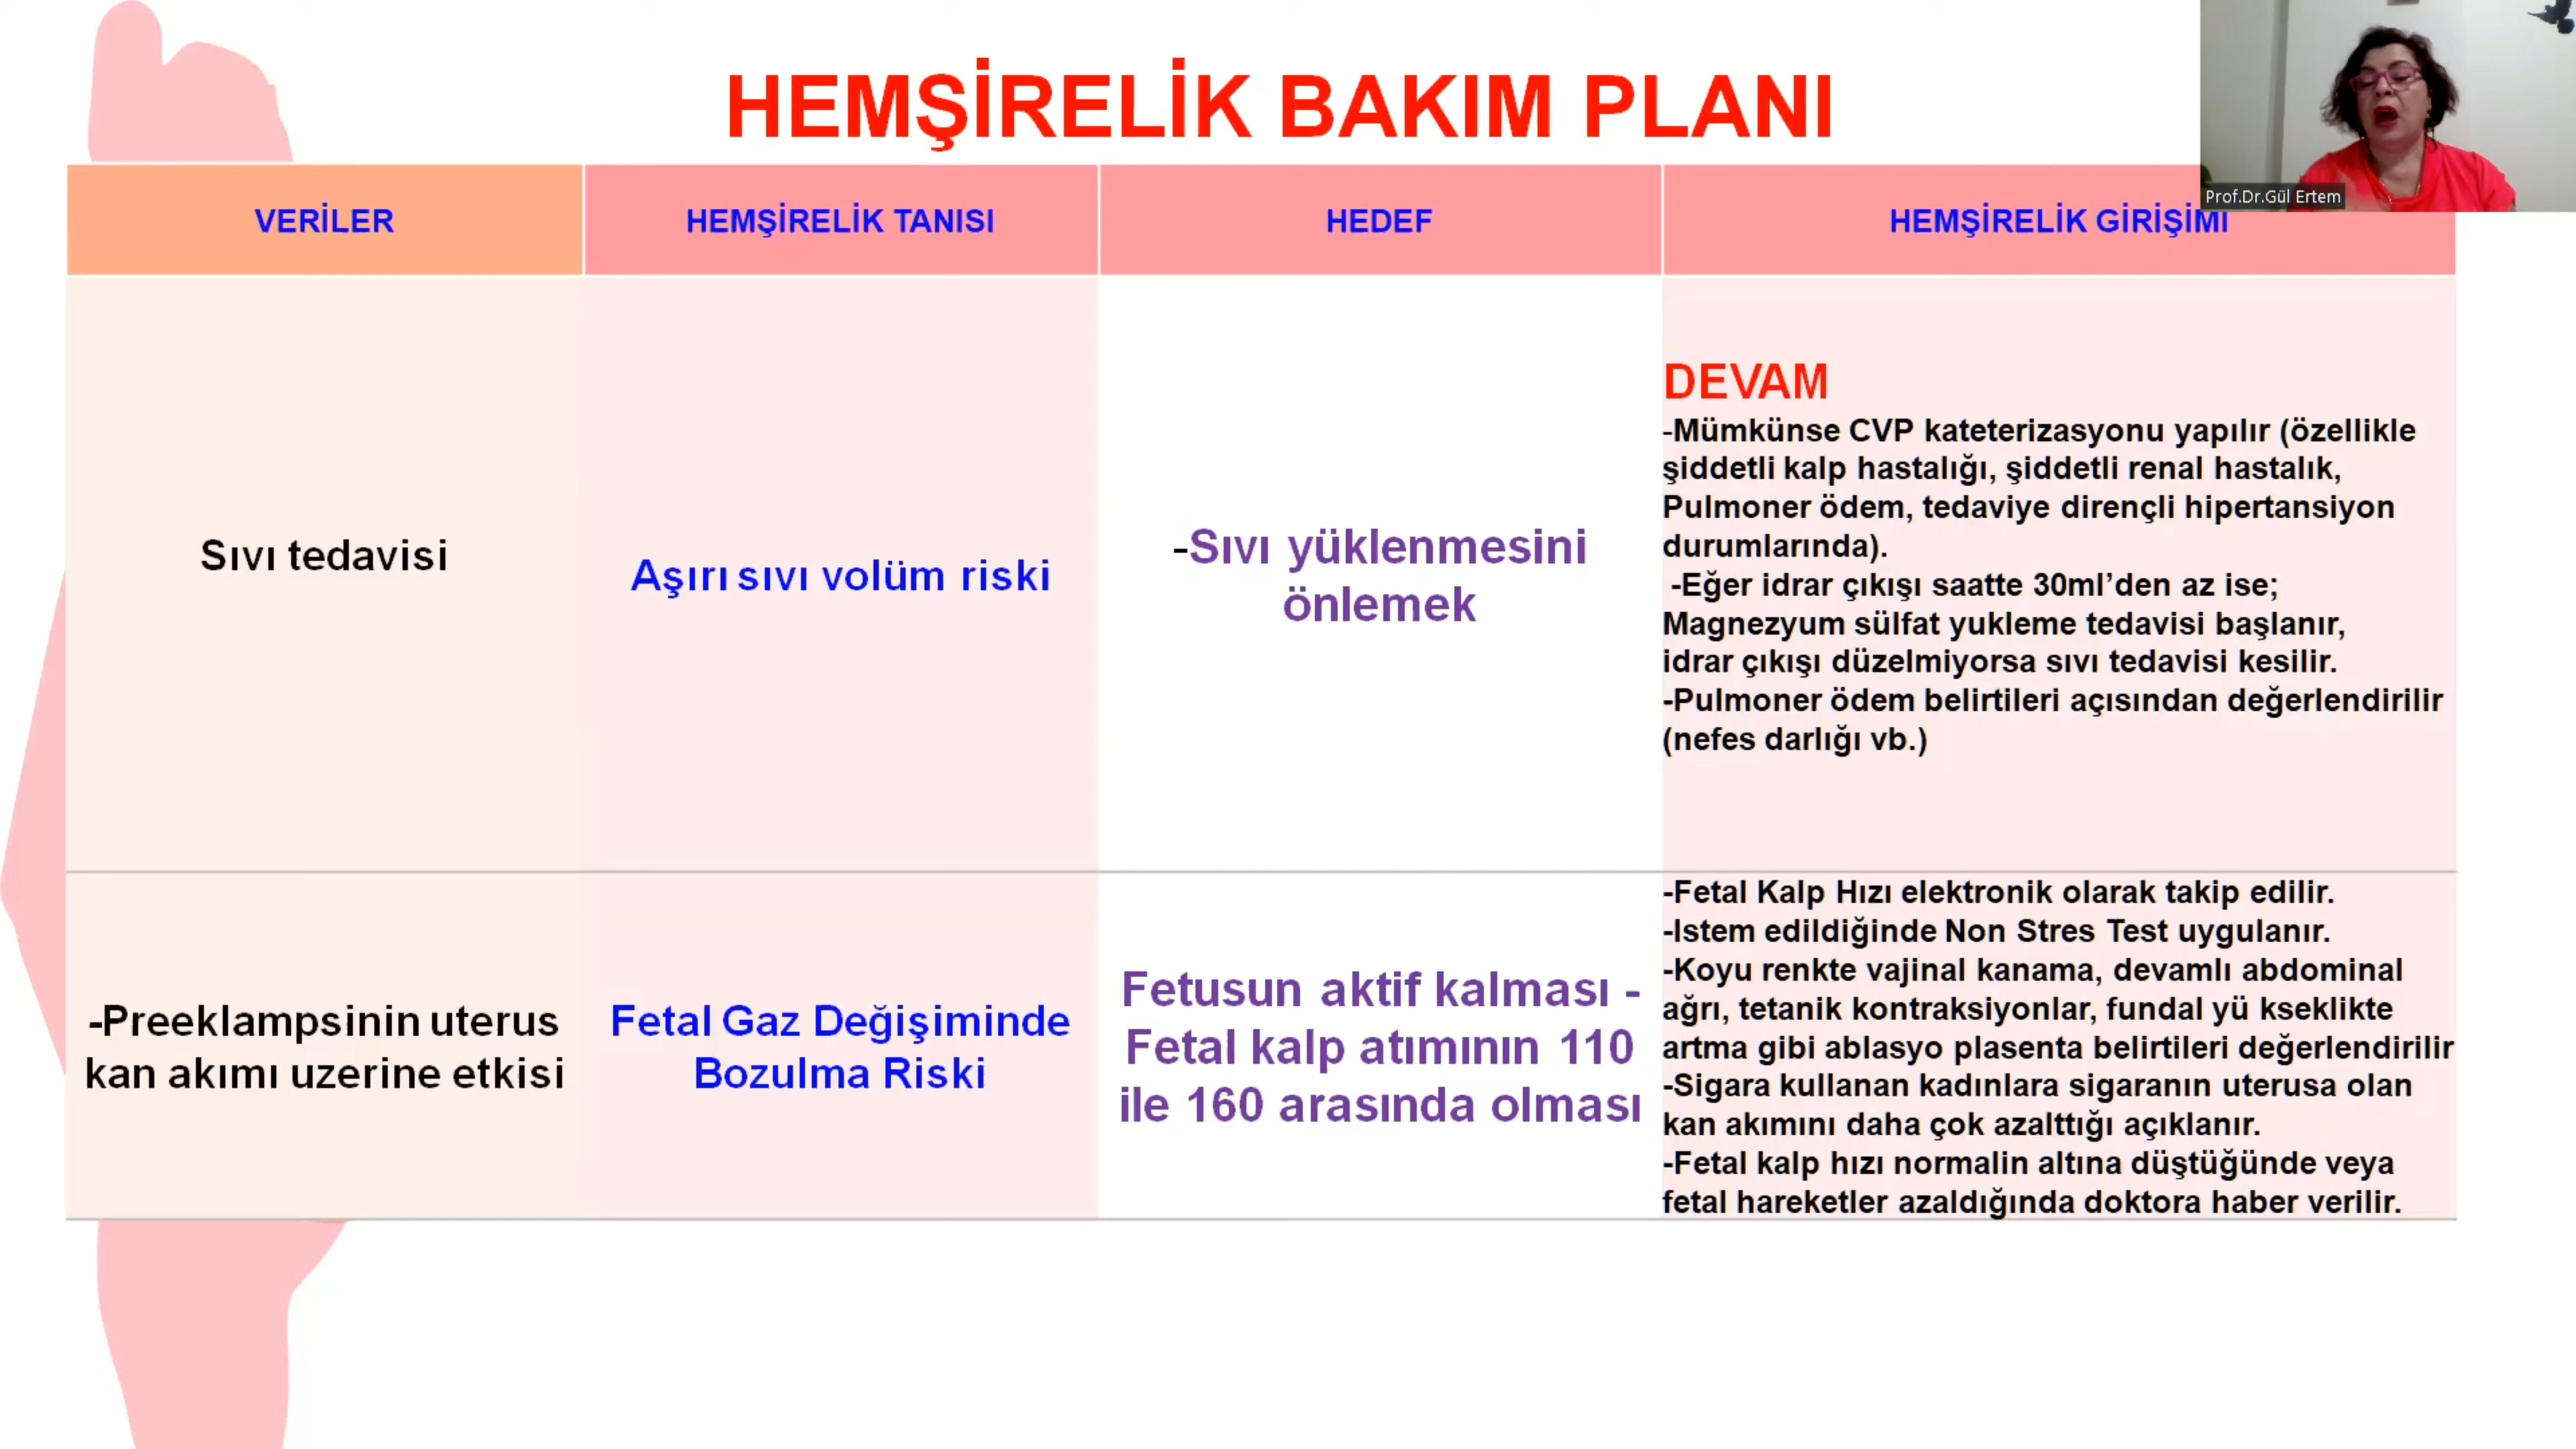 HEMŞİRELİK BAKIM PLANI
Prof.Dr.Gül Ertem
VERİLER
HEMŞİRELİK TANISI
HEDEF
HEMŞİRELİK GİRİŞİMİ
Sıvı tedavisi
Aşırı sıvı volüm riski
-Sıvı yüklenmesini
önlemek
DEVAM
-Mümkünse CVP kateterizasyonu yapılır (özellikle
şiddetli kalp hastalığı, şiddetli renal hastalık,
Pulmoner ödem, tedaviye dirençli hipertansiyon
durumlarında).
-Eğer idrar çıkışı saatte 30ml’den az ise;
Magnezyum sülfat yukleme tedavisi başlanır,
idrar çıkışı düzelmiyorsa sıvı tedavisi kesilir.
-Pulmoner ödem belirtileri açısından değerlendirilir
(nefes darlığı vb.)
-Preeklampsinin uterus
kan akımı uzerine etkisi
Fetal Gaz Değişiminde
Bozulma Riski
Fetusun aktif kalması -
Fetal kalp atımının 110
ile 160 arasında olması
-Fetal Kalp Hızı elektronik olarak takip edilir.
-Istem edildiğinde Non Stres Test uygulanır.
-Koyu renkte vajinal kanama, devamlı abdominal
ağrı, tetanik kontraksiyonlar, fundal yü kseklikte
artma gibi ablasyo plasenta belirtileri değerlendirilir
-Sigara kullanan kadınlara sigaranın uterusa olan
kan akımını daha çok azalttığı açıklanır.
-Fetal kalp hızı normalin altına düştüğünde veya
fetal hareketler azaldığında doktora haber verilir.